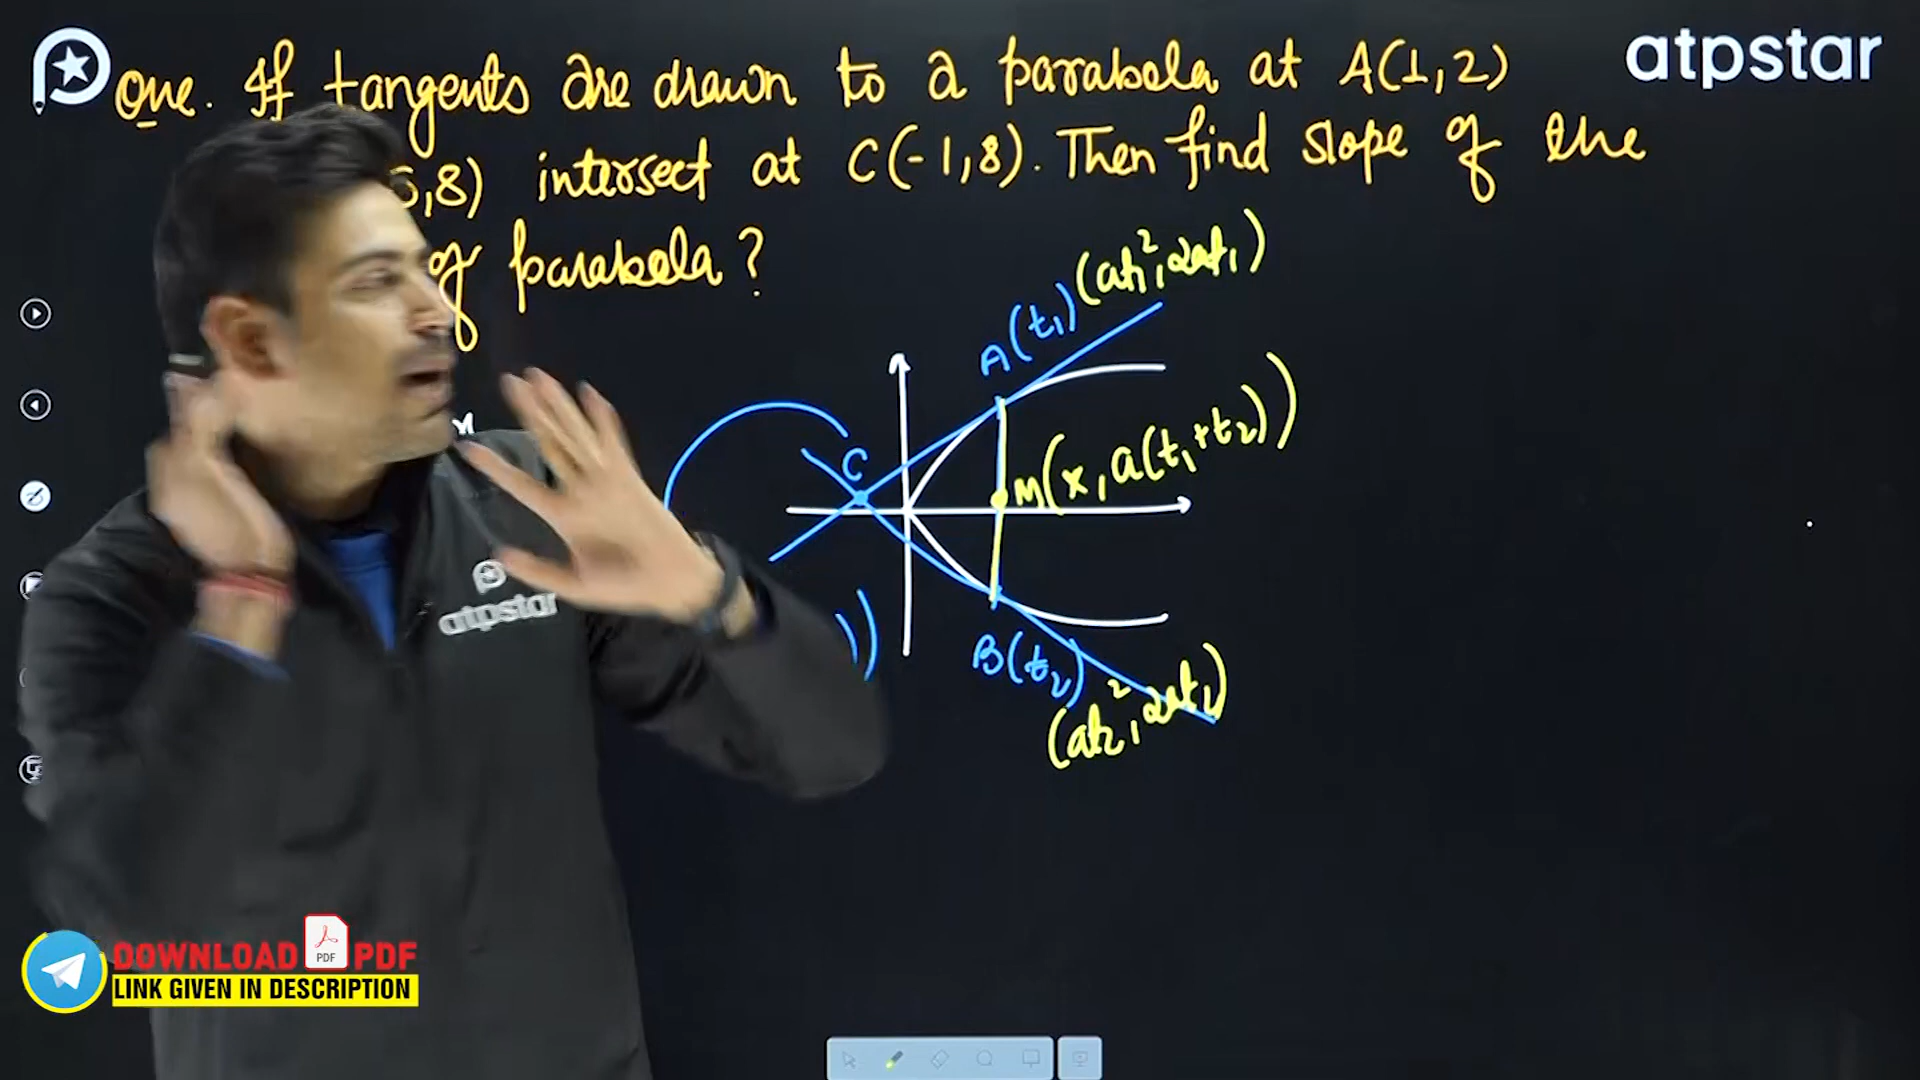 atpstar
Que. If tangents are drawn to a parabola at A(1,2)
,8) intersect at C(-1,8). Then find slope of the
of parabola?
(at₁², 2at₁)
A(t₁)
C
M(x, a(t₁+t₂))
B(t₂)
(at₂², 2at₁)
atpstar
DOWNLOAD PDF
PDF
LINK GIVEN IN DESCRIPTION